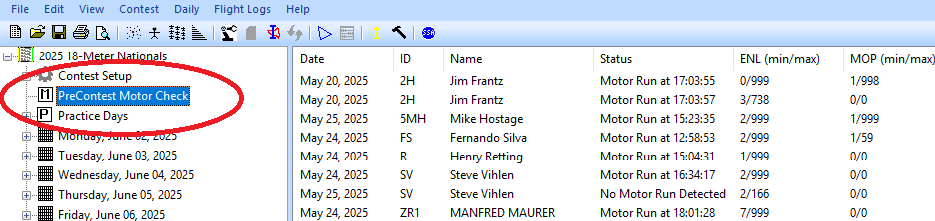 File Edit View Contest Daily Flight Logs Help
SSA
2025 18-Meter Nationals
Contest Setup
M PreContest Motor Check
P Practice Days
Monday, June 02, 2025
Tuesday, June 03, 2025
Wednesday, June 04, 2025
Thursday, June 05, 2025
Friday, June 06, 2025
Date ID Name Status ENL (min/max) MOP (min/max)
May 20, 2025 2H Jim Frantz Motor Run at 17:03:55 0/999 1/998
May 20, 2025 2H Jim Frantz Motor Run at 17:03:57 3/738 0/0
May 24, 2025 5MH Mike Hostage Motor Run at 15:23:35 2/999 1/999
May 24, 2025 FS Fernando Silva Motor Run at 12:58:53 2/999 1/59
May 24, 2025 R Henry Retting Motor Run at 15:04:31 1/999 0/0
May 24, 2025 SV Steve Vihlen Motor Run at 16:34:17 2/999 0/0
May 25, 2025 SV Steve Vihlen No Motor Run Detected 2/166 0/0
May 24, 2025 ZR1 MANFRED MAURER Motor Run at 18:01:28 0/999 0/0